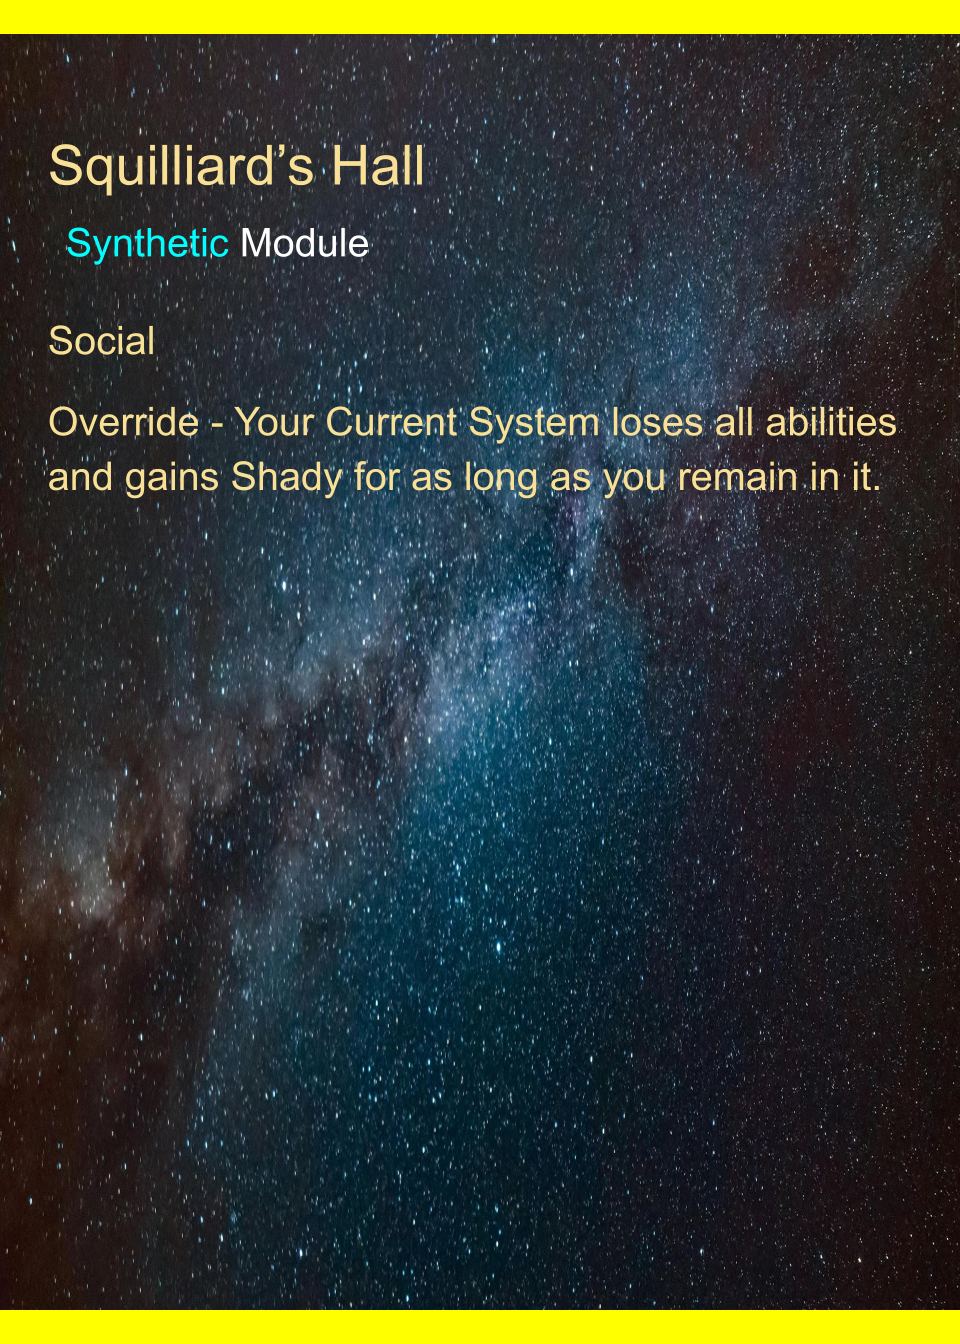 Squilliard’s Hall
Synthetic Module
Social
Override - Your Current System loses all abilities
and gains Shady for as long as you remain in it.